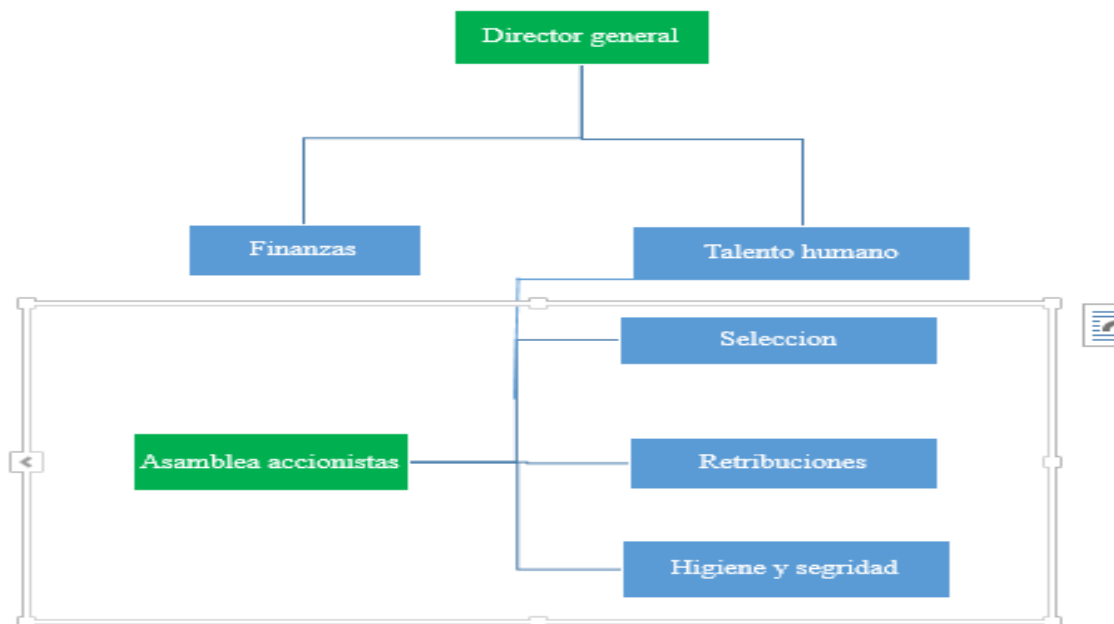 Director general
Finanzas
Talento humano
Seleccion
Asamblea accionistas
Retribuciones
Higiene y segridad